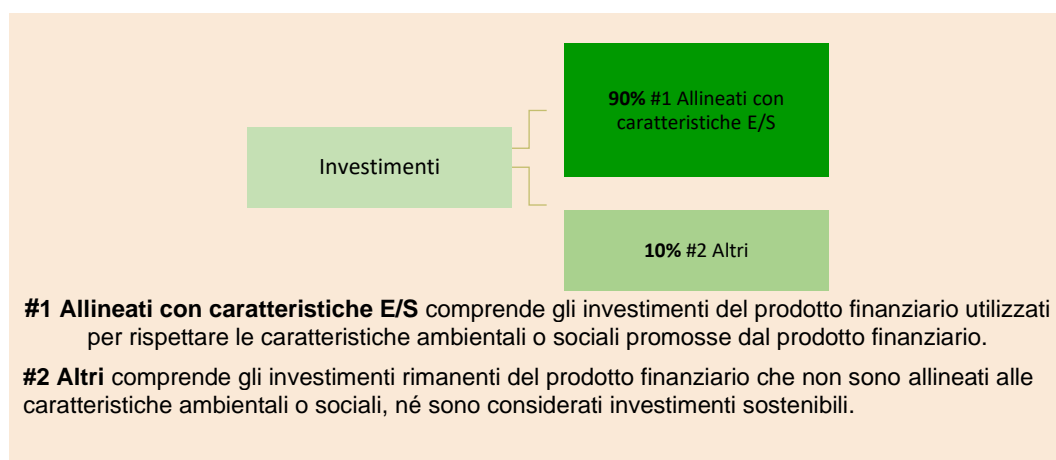 90% #1 Allineati con
caratteristiche E/S
Investimenti
10% #2 Altri
#1 Allineati con caratteristiche E/S comprende gli investimenti del prodotto finanziario utilizzati
per rispettare le caratteristiche ambientali o sociali promosse dal prodotto finanziario.
#2 Altri comprende gli investimenti rimanenti del prodotto finanziario che non sono allineati alle
caratteristiche ambientali o sociali, né sono considerati investimenti sostenibili.